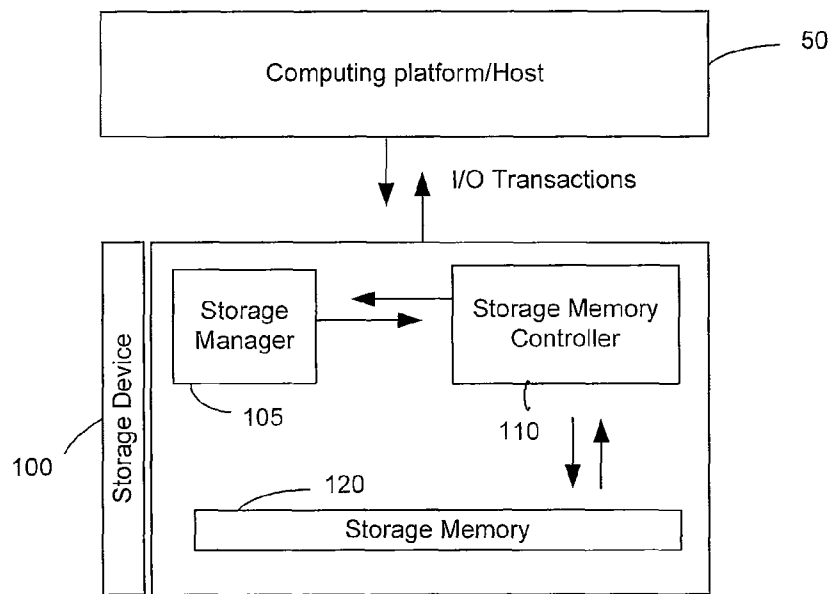 50
Computing platform/Host
I/O Transactions
Storage
Manager
Storage Memory
Controller
105
110
100
Storage Device
120
Storage Memory